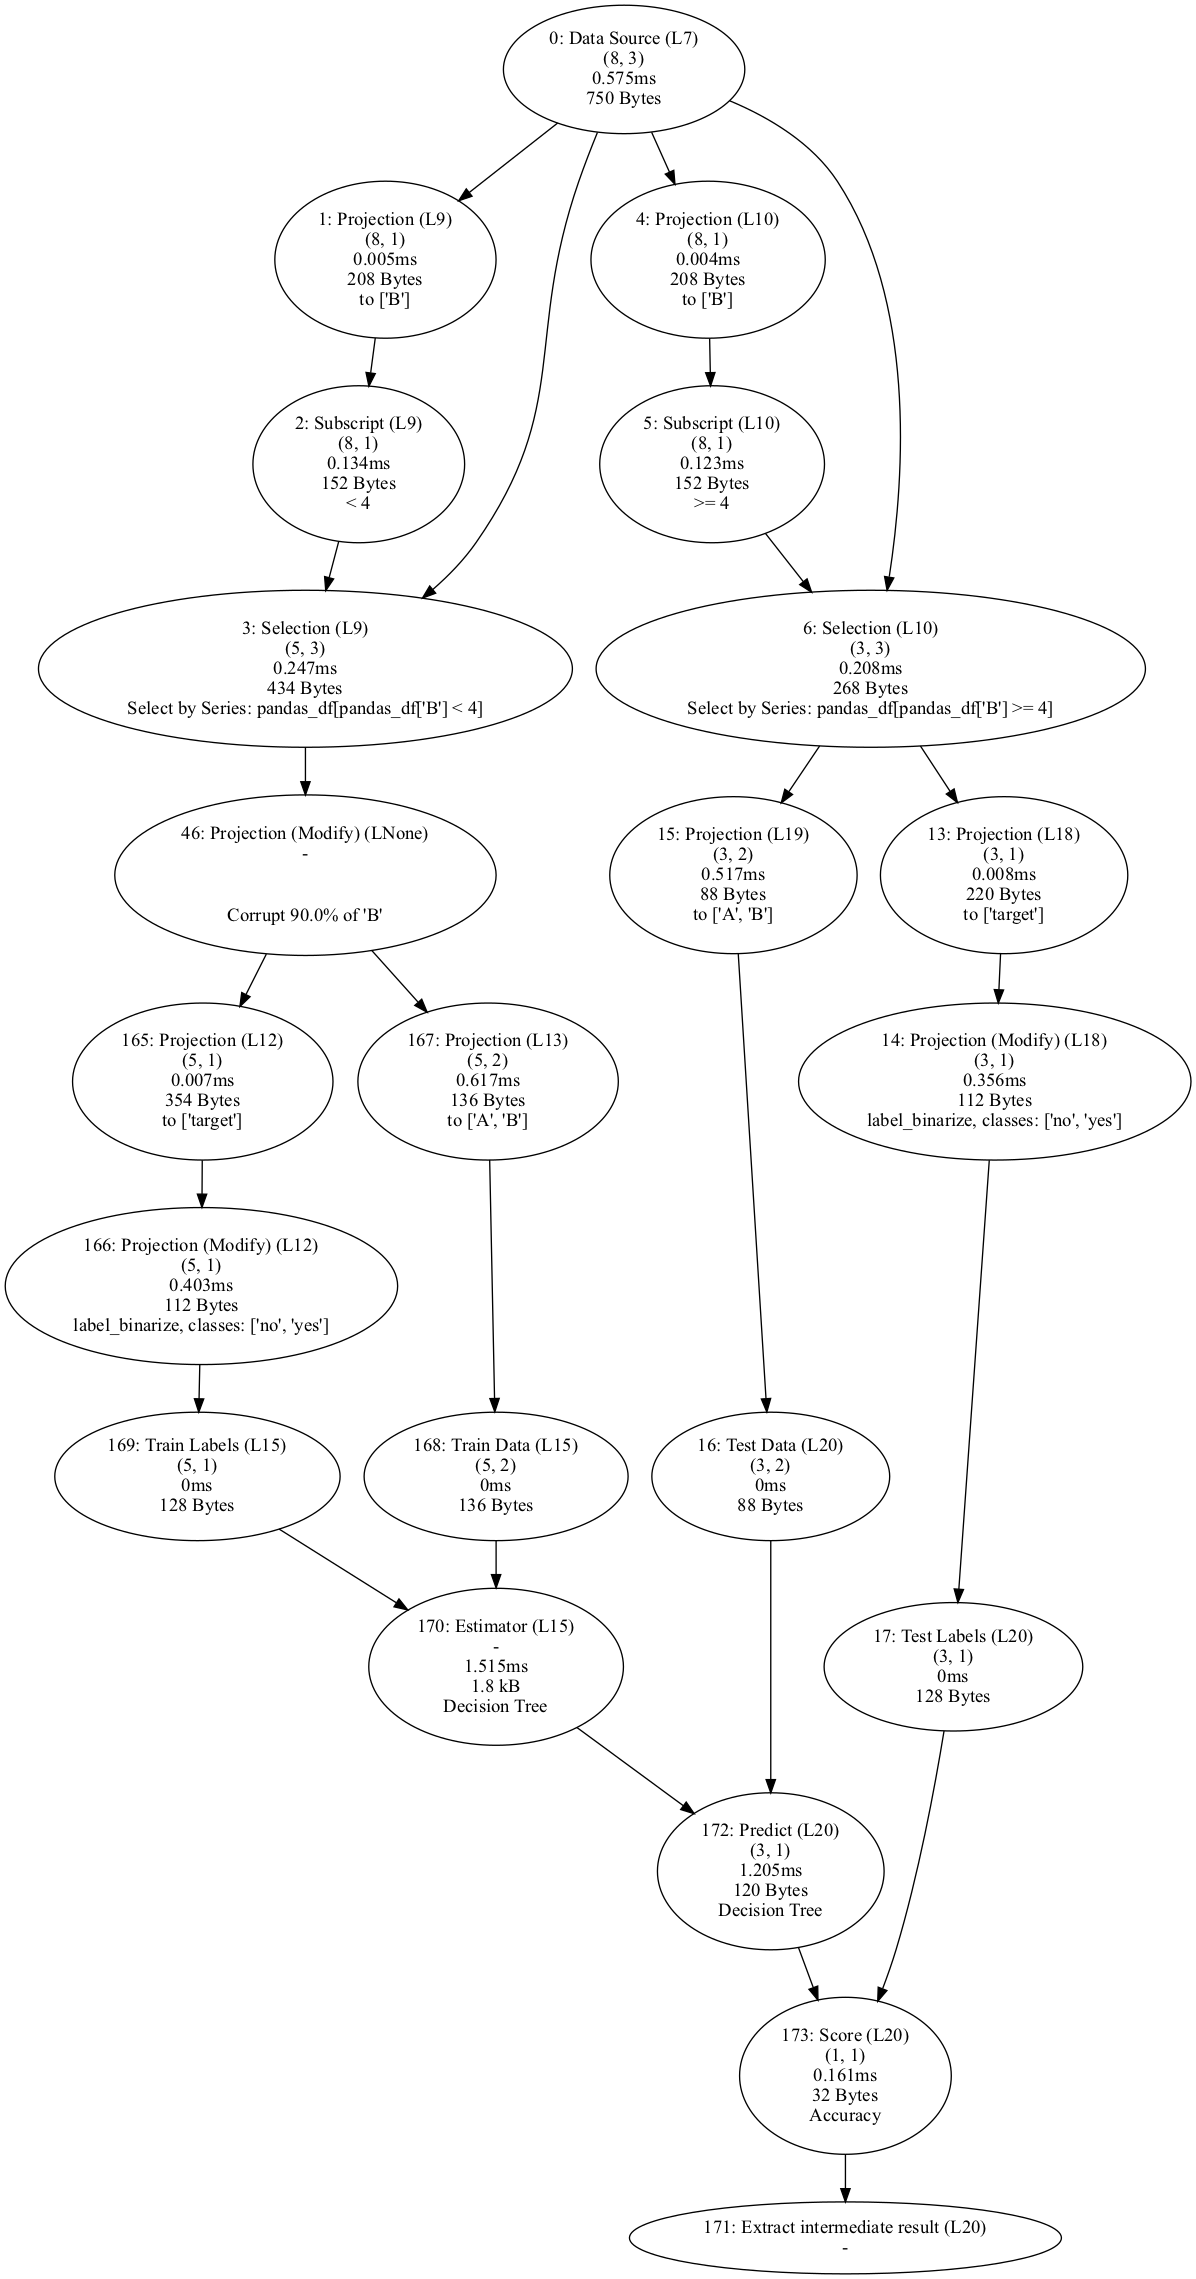 0: Data Source (L7)
(8, 3)
0.575ms
750 Bytes
1: Projection (L9)
(8, 1)
0.005ms
208 Bytes
to ['B']
4: Projection (L10)
(8, 1)
0.004ms
208 Bytes
to ['B']
2: Subscript (L9)
(8, 1)
0.134ms
152 Bytes
< 4
5: Subscript (L10)
(8, 1)
0.123ms
152 Bytes
>= 4
3: Selection (L9)
(5, 3)
0.247ms
434 Bytes
Select by Series: pandas_df[pandas_df['B'] < 4]
6: Selection (L10)
(3, 3)
0.208ms
268 Bytes
Select by Series: pandas_df[pandas_df['B'] >= 4]
46: Projection (Modify) (LNone)
-
Corrupt 90.0% of 'B'
15: Projection (L19)
(3, 2)
0.517ms
88 Bytes
to ['A', 'B']
13: Projection (L18)
(3, 1)
0.008ms
220 Bytes
to ['target']
165: Projection (L12)
(5, 1)
0.007ms
354 Bytes
to ['target']
167: Projection (L13)
(5, 2)
0.617ms
136 Bytes
to ['A', 'B']
14: Projection (Modify) (L18)
(3, 1)
0.356ms
112 Bytes
label_binarize, classes: ['no', 'yes']
166: Projection (Modify) (L12)
(5, 1)
0.403ms
112 Bytes
label_binarize, classes: ['no', 'yes']
169: Train Labels (L15)
(5, 1)
0ms
128 Bytes
168: Train Data (L15)
(5, 2)
0ms
136 Bytes
16: Test Data (L20)
(3, 2)
0ms
88 Bytes
170: Estimator (L15)
-
1.515ms
1.8 kB
Decision Tree
17: Test Labels (L20)
(3, 1)
0ms
128 Bytes
172: Predict (L20)
(3, 1)
1.205ms
120 Bytes
Decision Tree
173: Score (L20)
(1, 1)
0.161ms
32 Bytes
Accuracy
171: Extract intermediate result (L20)
-